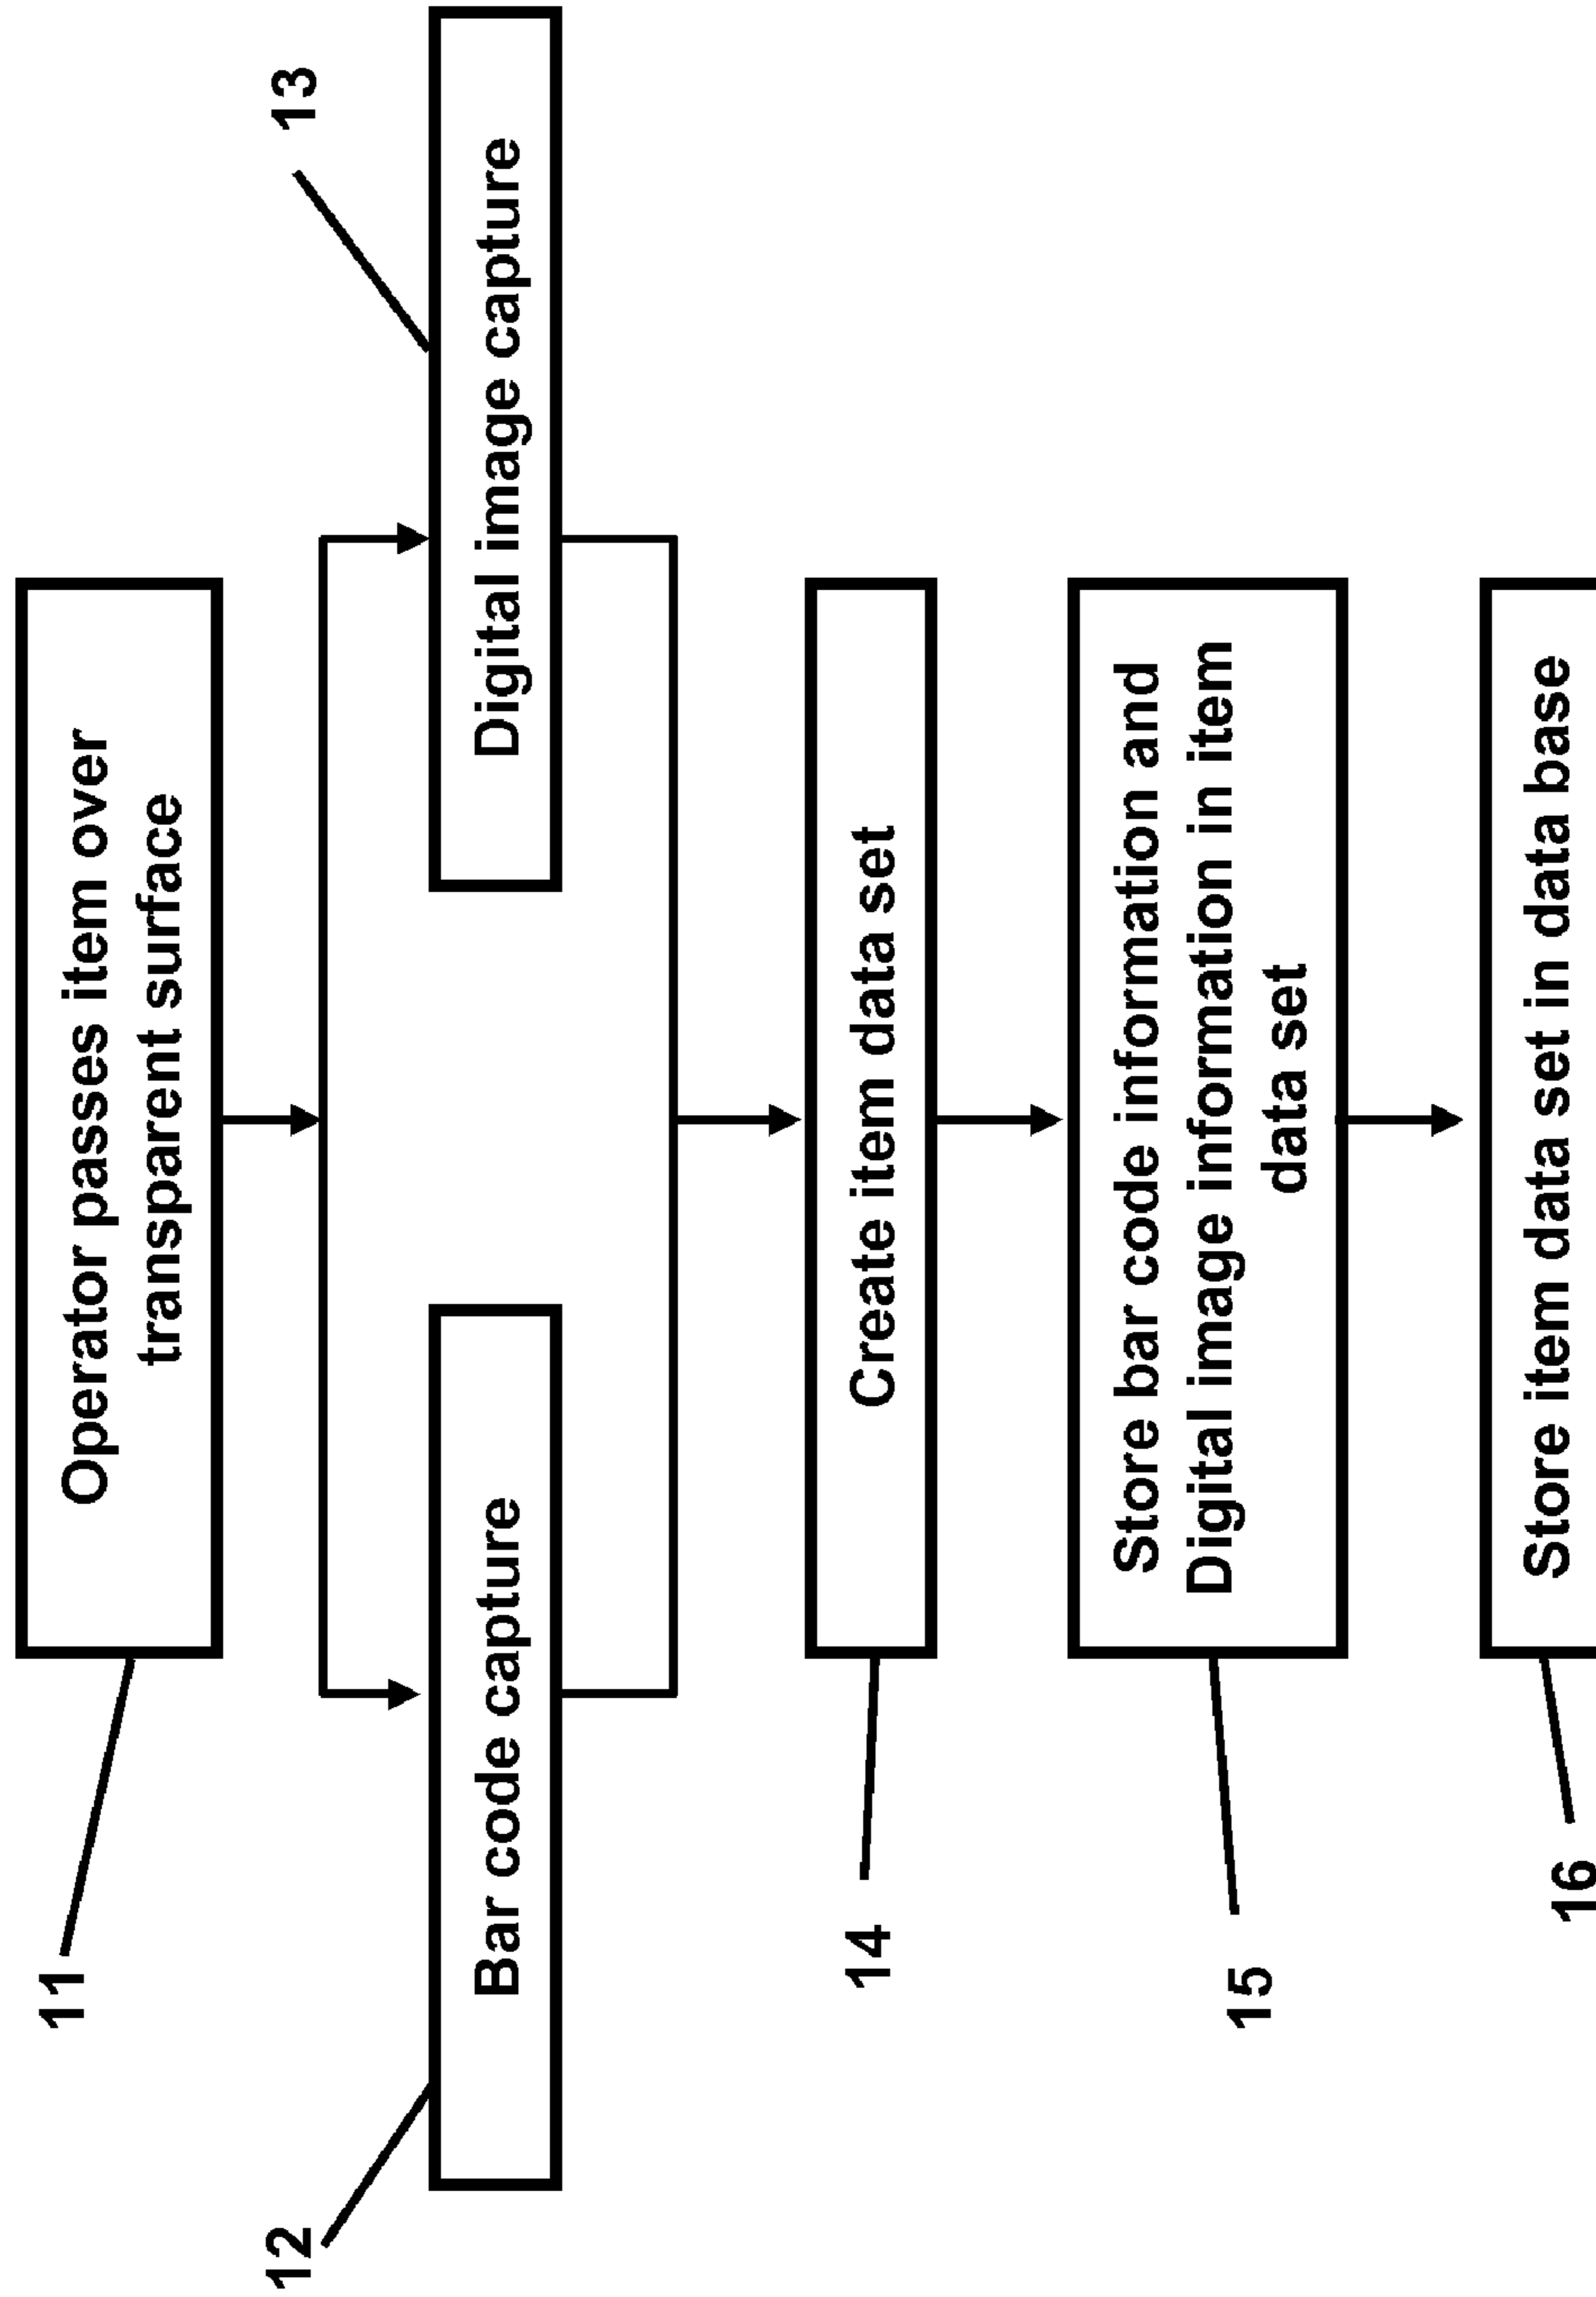 11
Operator passes item over
transparent surface
12
13
Bar code capture
Digital image capture
14
Create item data set
15
Store bar code information and
Digital image information in item
data set
16
Store item data set in data base